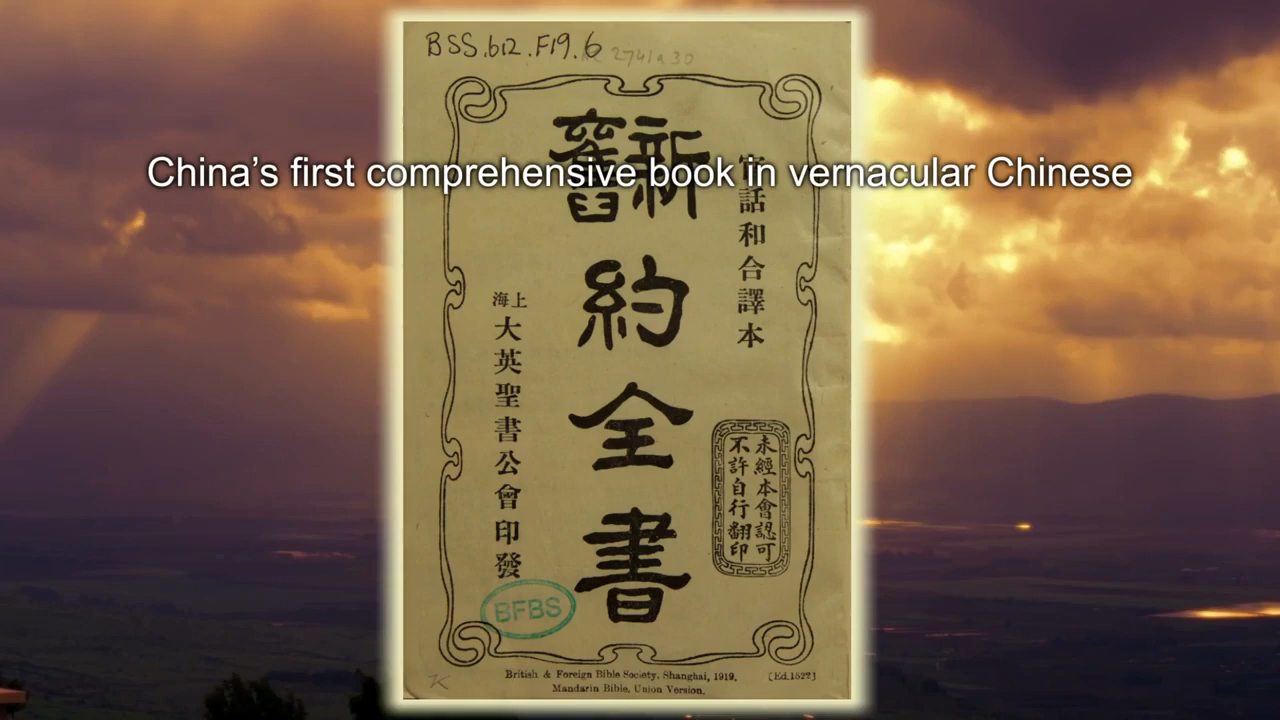 BSS.612.F19.6
2741a30
China's first comprehensive book in vernacular Chinese
官話和合譯本
新舊約全書
上海
大英聖書公會印發
未經本會認可
不許自行翻印
BFBS
British & Foreign Bible Society, Shanghai, 1919.
[Ed.1522]
Mandarin Bible, Union Version.